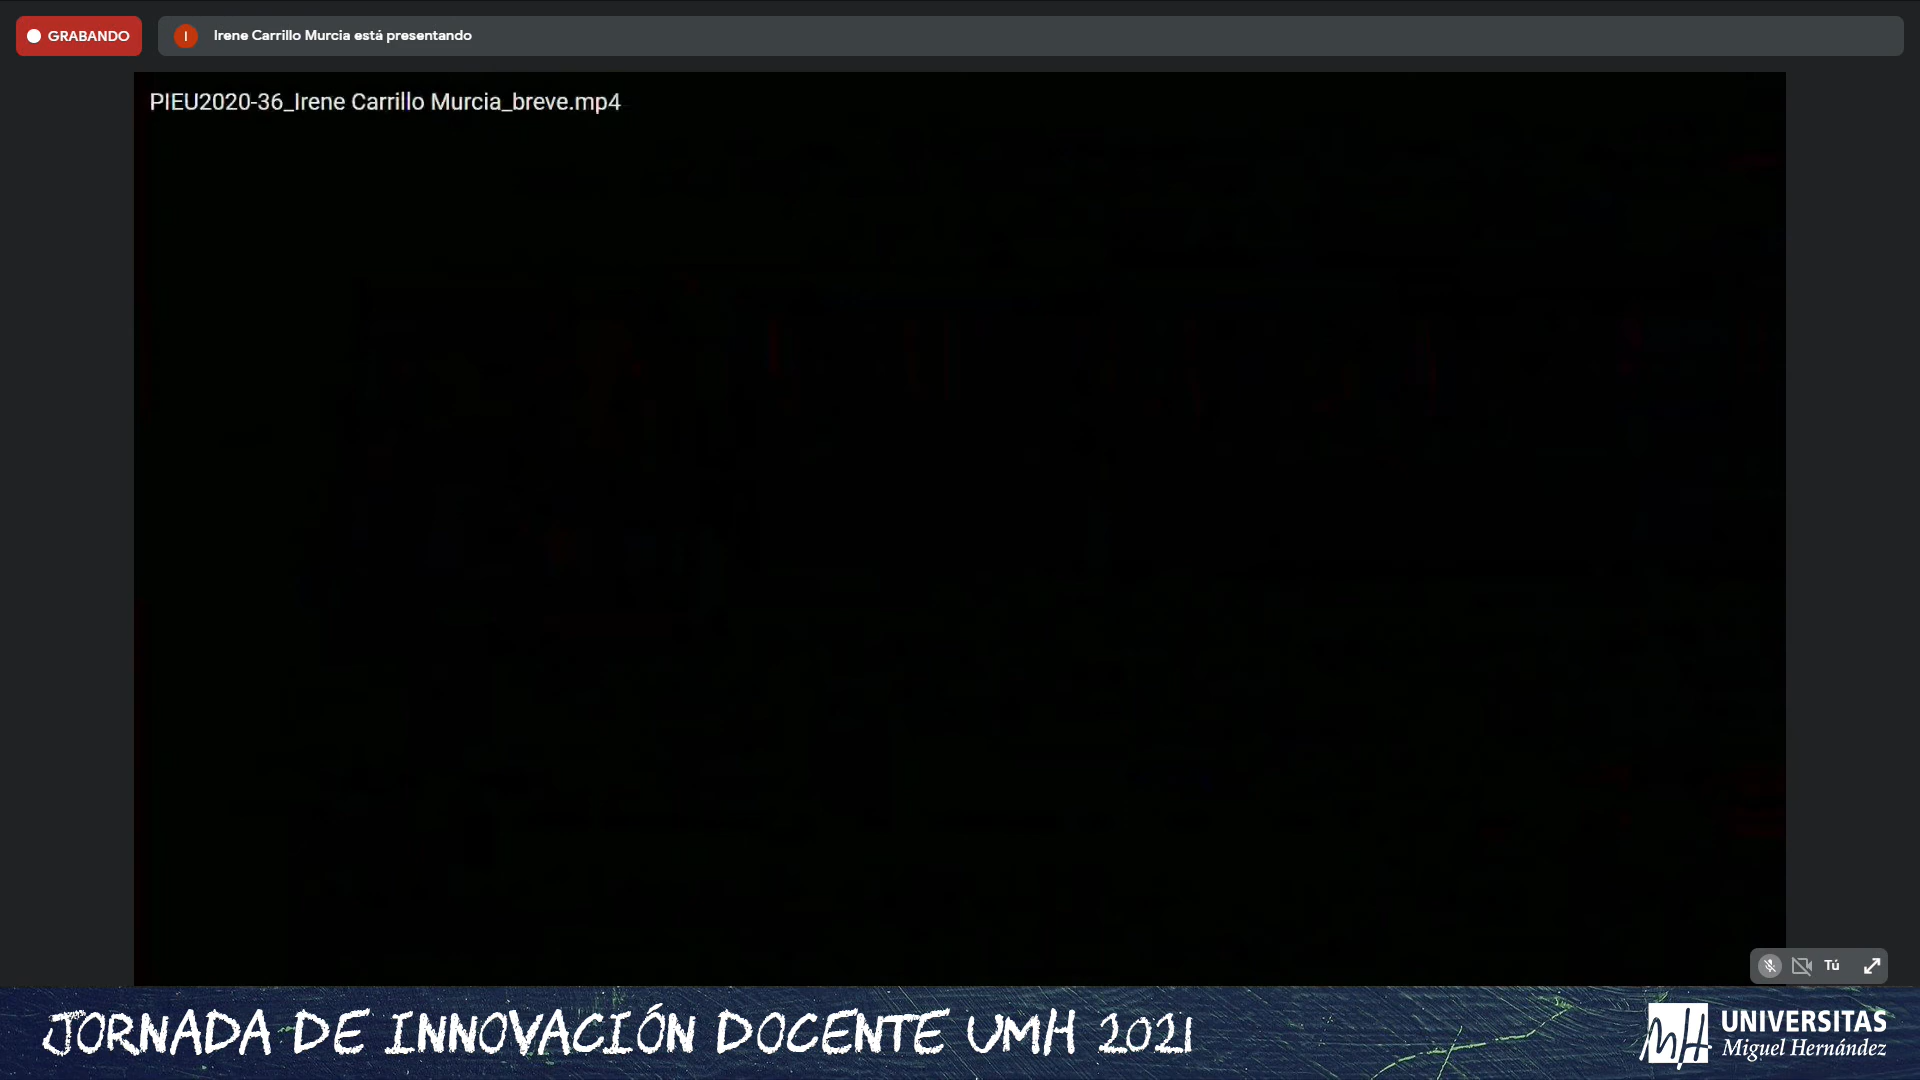 GRABANDO
I
Irene Carrillo Murcia está presentando
PIEU2020-36_Irene Carrillo Murcia_breve.mp4
Tú
JORNADA DE INNOVACIÓN DOCENTE UMH 2021
UNIVERSITAS
Miguel Hernández